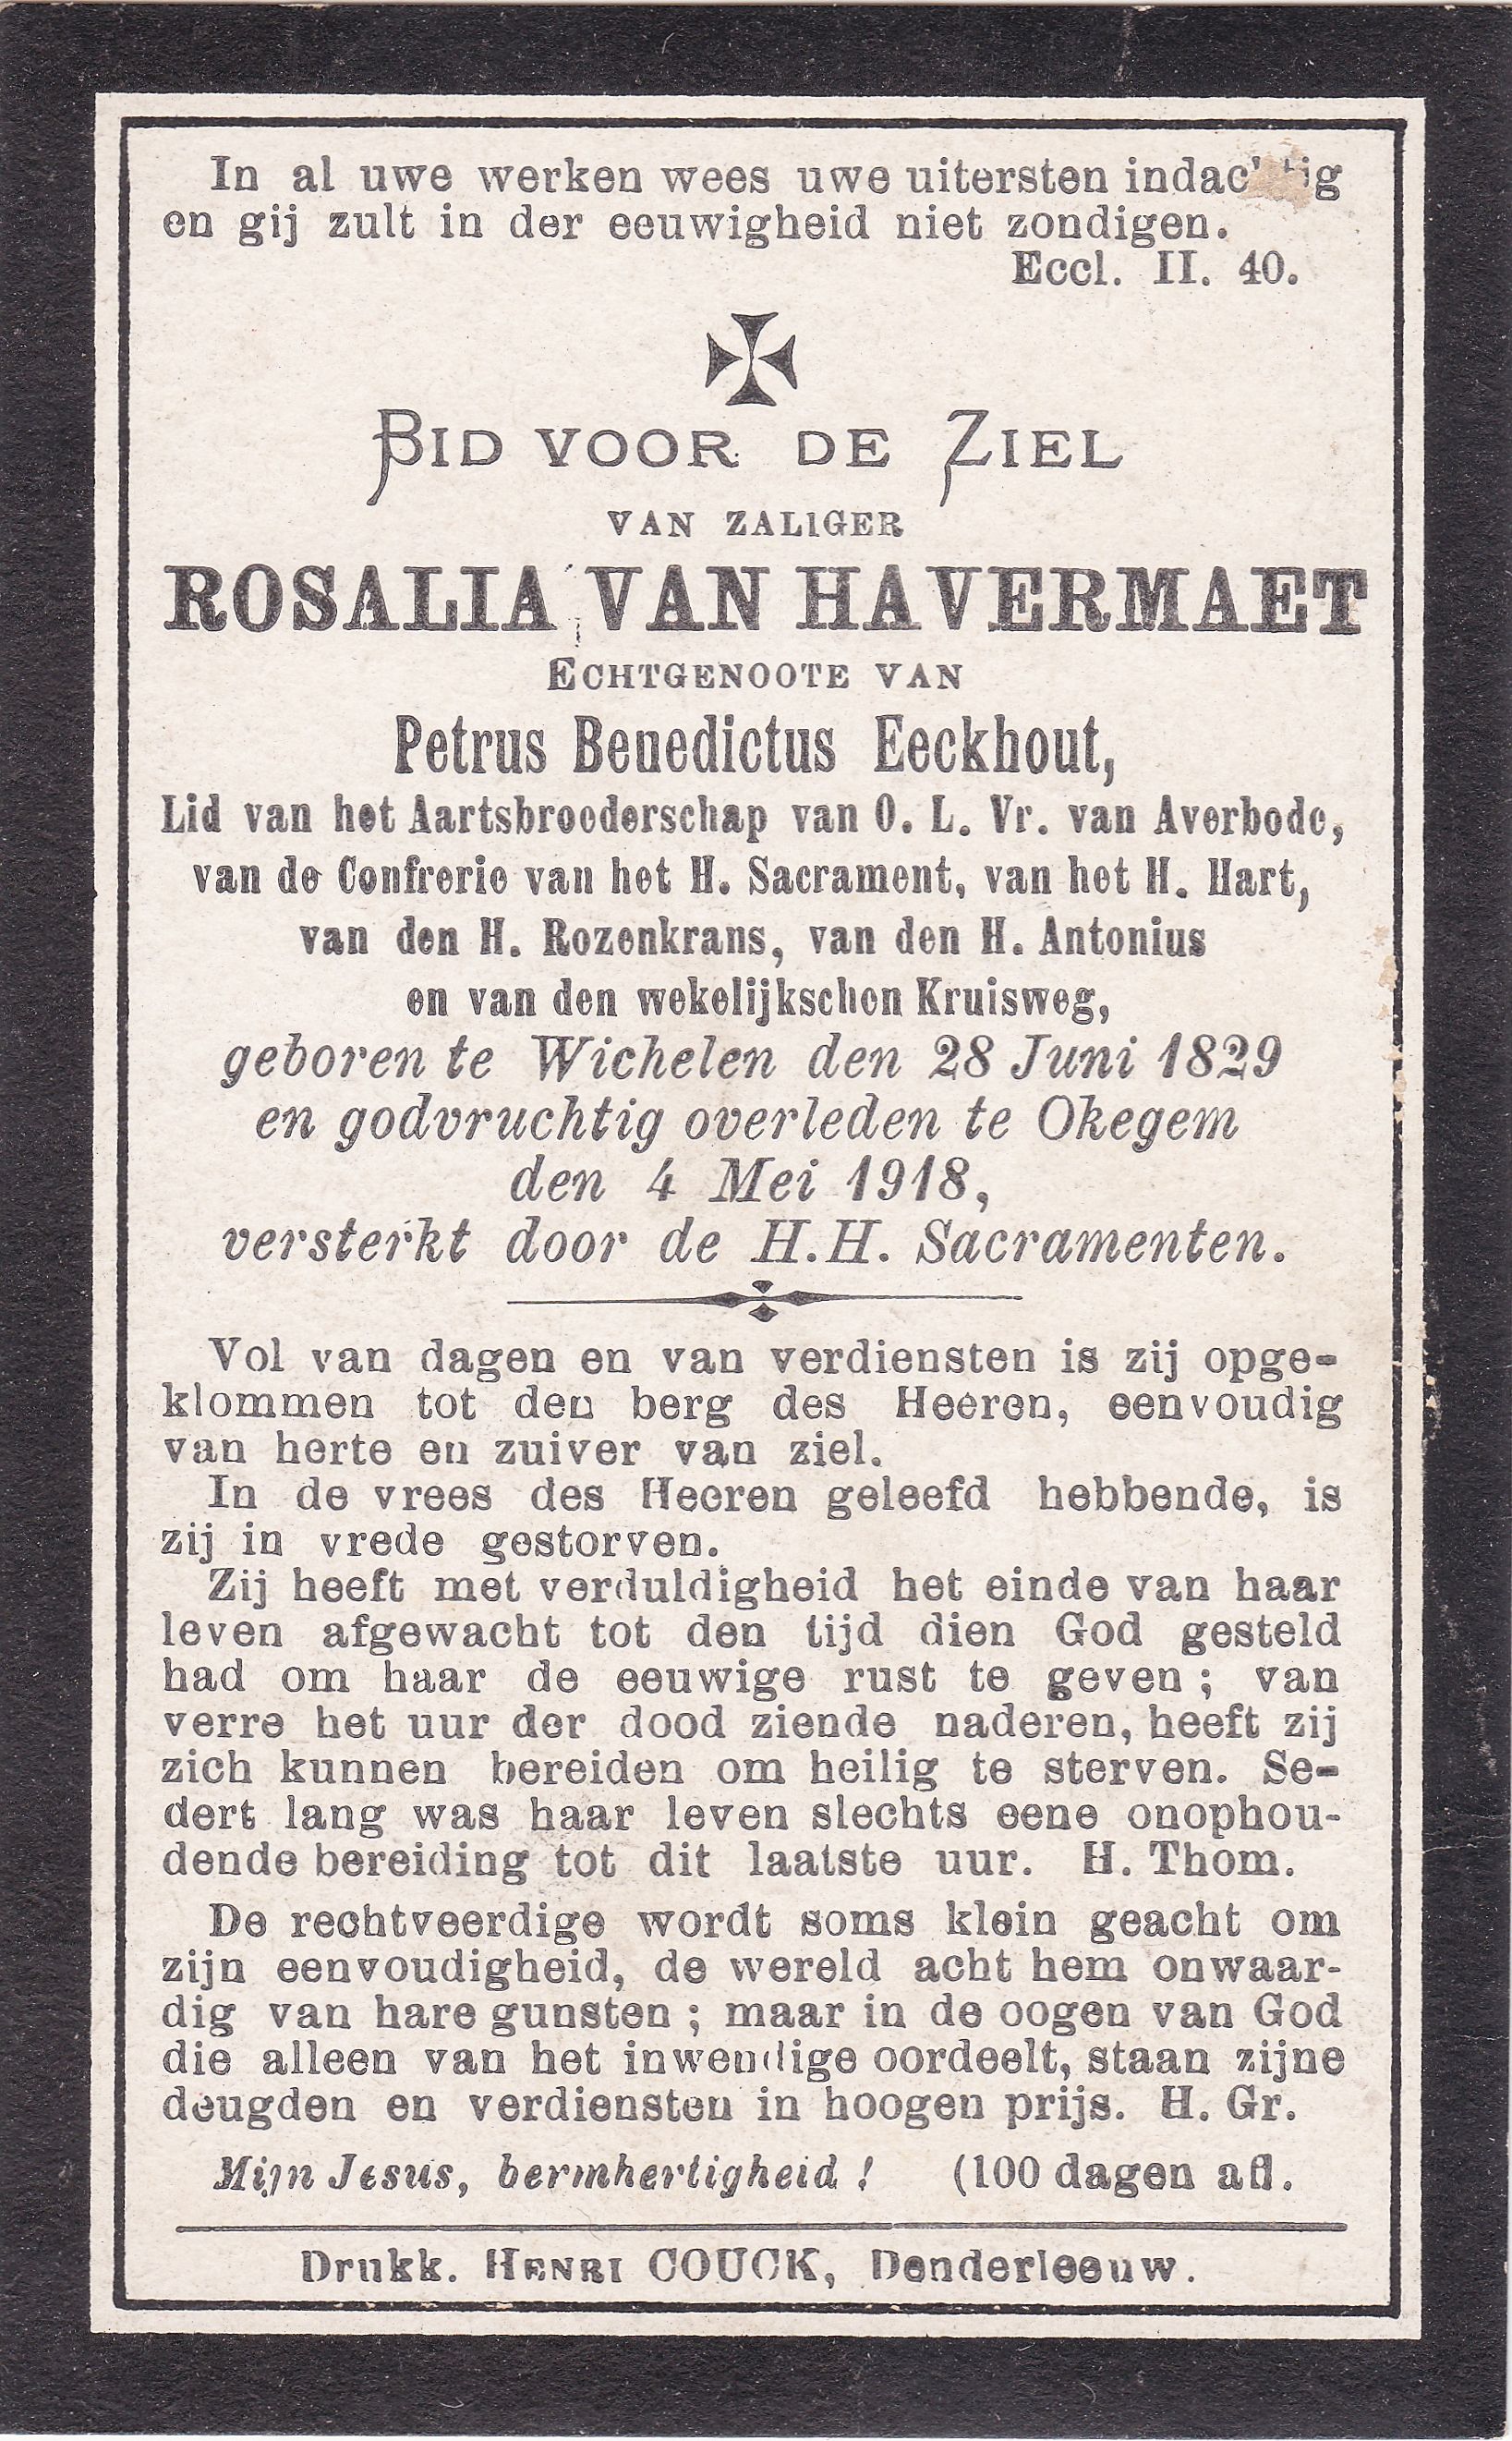 In al uwe werken wees uwe uitersten indachtig
en gij zult in der eeuwigheid niet zondigen.
Eccl. II. 40.
BID VOOR DE ZIEL
VAN ZALIGER
ROSALIA VAN HAVERMAET
ECHTGENOOTE VAN
Petrus Benedictus Eeckhout,
Lid van het Aartsbroederschap van O. L. Vr. van Averbode,
van de Confrerie van het H. Sacrament, van het H. Hart,
van den H. Rozenkrans, van den H. Antonius
en van den wekelijkschen Kruisweg,
geboren te Wichelen den 28 Juni 1829
en godvruchtig overleden te Okegem
den 4 Mei 1918,
versterkt door de H.H. Sacramenten.
Vol van dagen en van verdiensten is zij opge-
klommen tot den berg des Heeren, eenvoudig
van herte en zuiver van ziel.
In de vrees des Heeren geleefd hebbende, is
zij in vrede gestorven.
Zij heeft met verduldigheid het einde van haar
leven afgewacht tot den tijd dien God gesteld
had om haar de eeuwige rust te geven ; van
verre het uur der dood ziende naderen, heeft zij
zich kunnen bereiden om heilig te sterven. Se-
dert lang was haar leven slechts eene onophou-
dende bereiding tot dit laatste uur. H. Thom.
De rechtveerdige wordt soms klein geacht om
zijn eenvoudigheid, de wereld acht hem onwaar-
dig van hare gunsten ; maar in de oogen van God
die alleen van het inwendige oordeelt, staan zijne
deugden en verdiensten in hoogen prijs. H. Gr.
Mijn Jesus, bermhertigheid ! (100 dagen afl.
Drukk. HENRI COUCK, Denderleeuw.